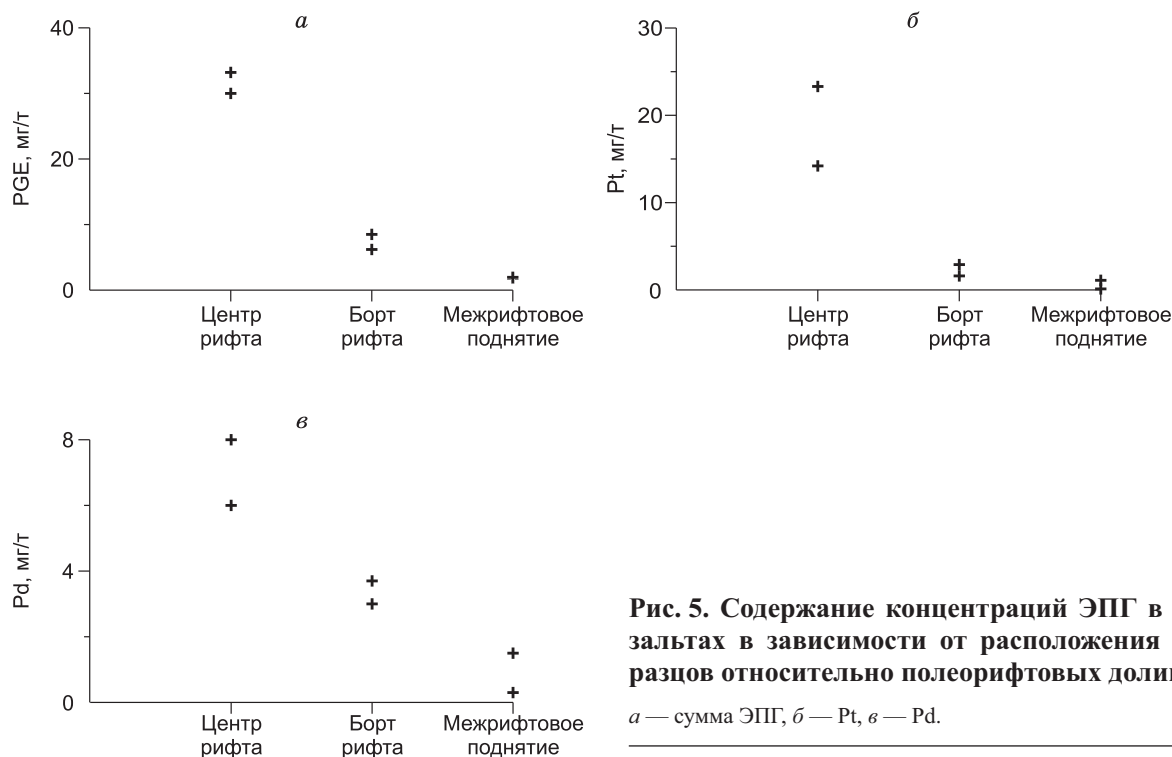 а
40
20
0
PGE, мг/т
Центр
рифта
Борт
рифта
Межрифтовое
поднятие
б
30
20
10
0
Pt, мг/т
Центр
рифта
Борт
рифта
Межрифтовое
поднятие
в
8
4
0
Pd, мг/т
Центр
рифта
Борт
рифта
Межрифтовое
поднятие
Рис. 5. Содержание концентраций ЭПГ в
зальтах в зависимости от расположения
разцов относительно полеорифтовых долин
а — сумма ЭПГ, б — Pt, в — Pd.